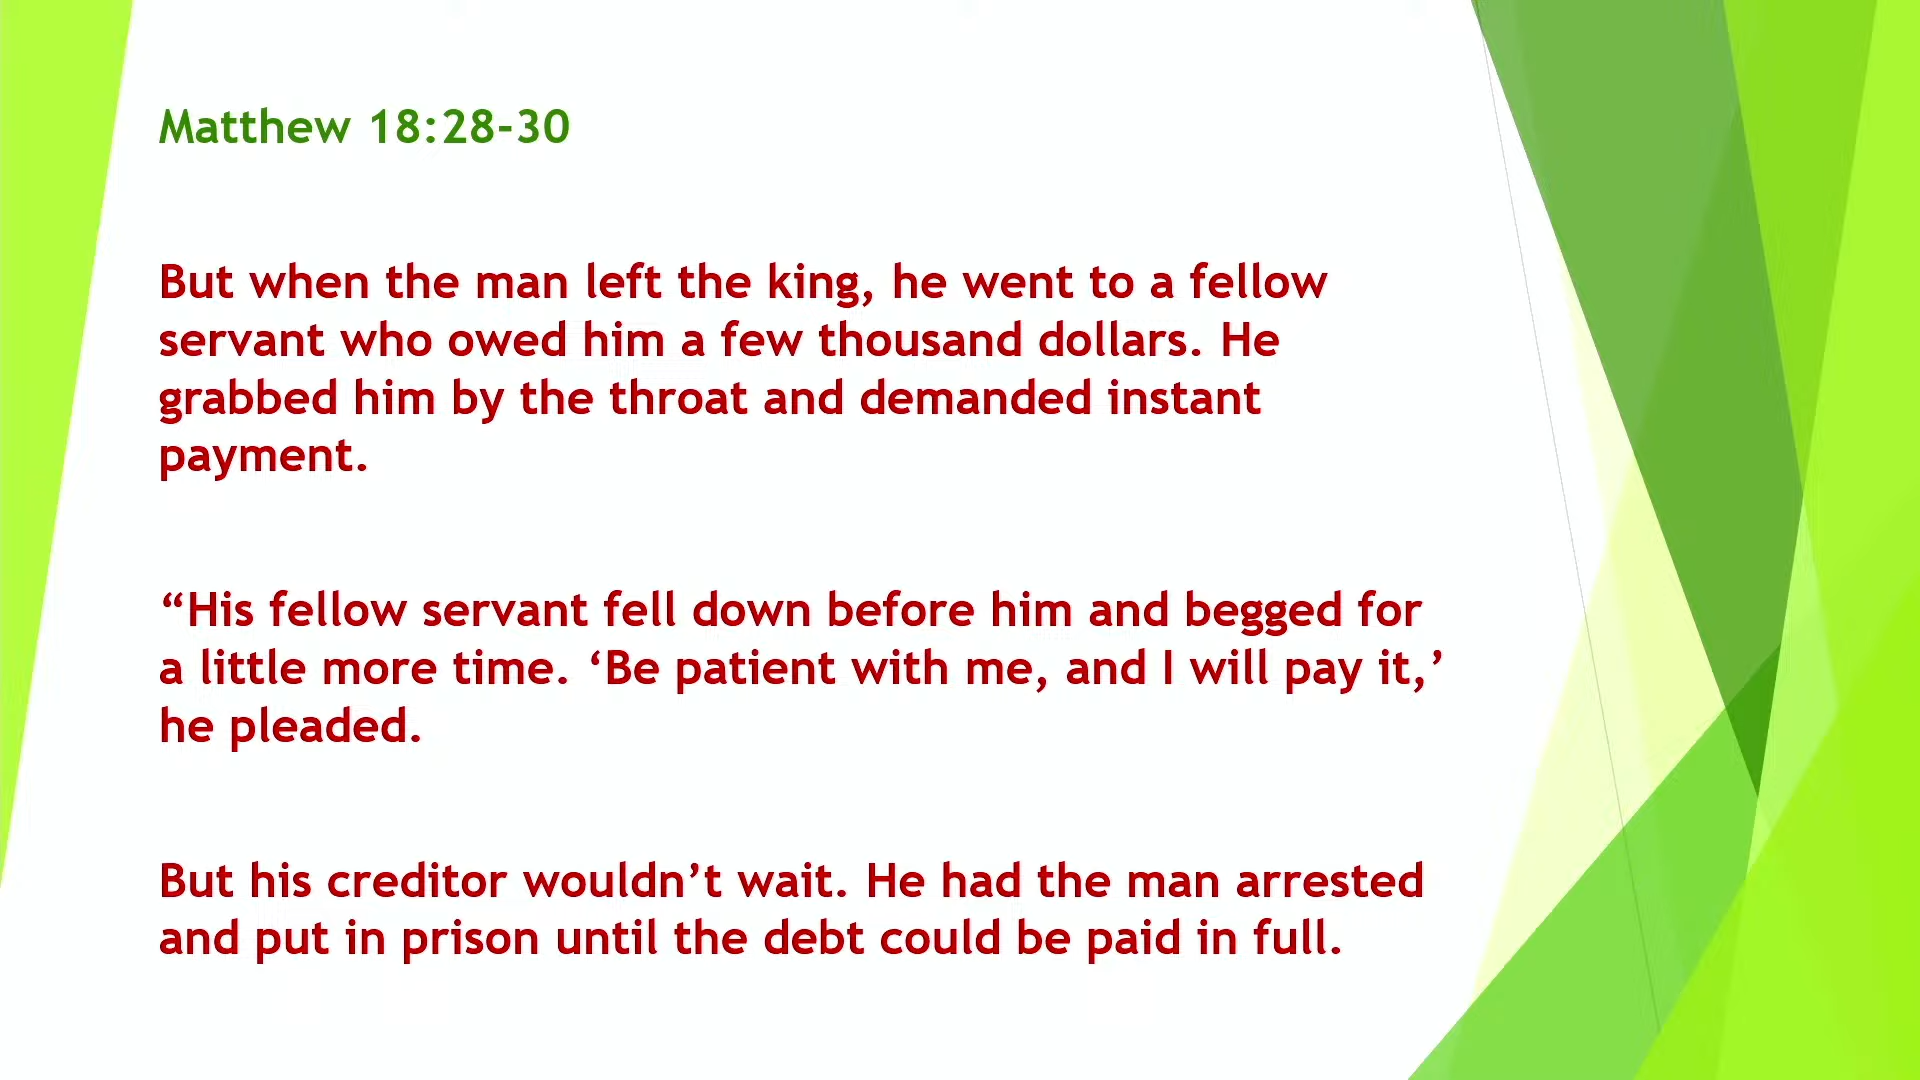 Matthew 18:28-30
But when the man left the king, he went to a fellow
servant who owed him a few thousand dollars. He
grabbed him by the throat and demanded instant
payment.
“His fellow servant fell down before him and begged for
a little more time. ‘Be patient with me, and I will pay it,’
he pleaded.
But his creditor wouldn’t wait. He had the man arrested
and put in prison until the debt could be paid in full.